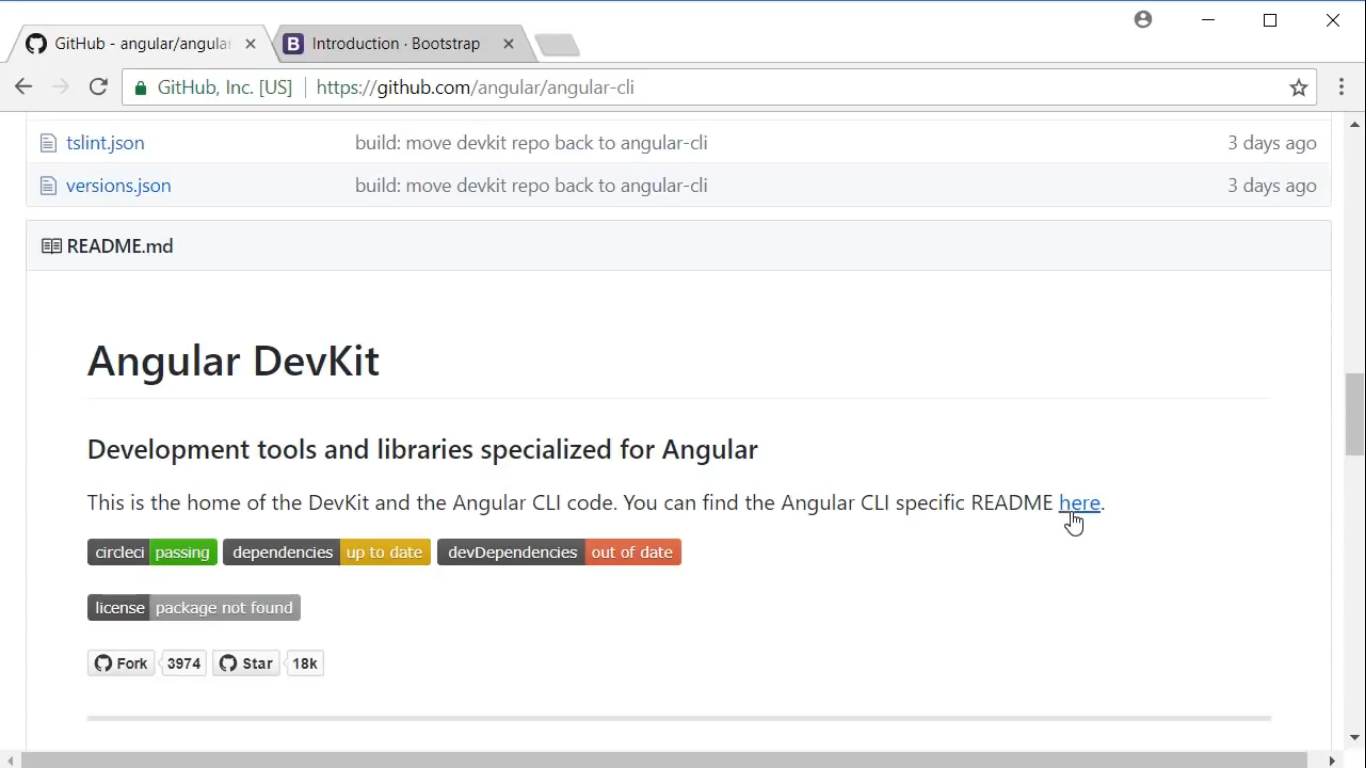 GitHub - angular/angula
B Introduction · Bootstrap
GitHub, Inc. [US] https://github.com/angular/angular-cli
tslint.json build: move devkit repo back to angular-cli 3 days ago
versions.json build: move devkit repo back to angular-cli 3 days ago
README.md
Angular DevKit
Development tools and libraries specialized for Angular
This is the home of the DevKit and the Angular CLI code. You can find the Angular CLI specific README here.
circleci passing dependencies up to date devDependencies out of date
license package not found
Fork 3974 Star 18k